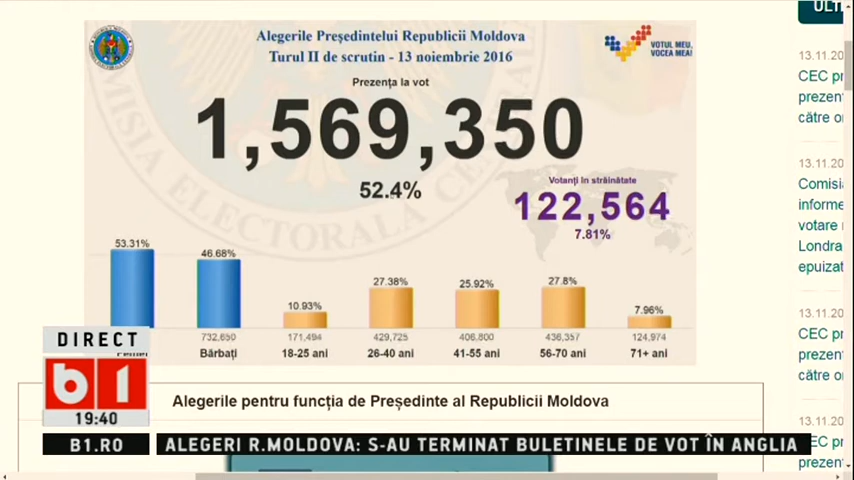 Alegerile Președintelui Republicii Moldova
Turul II de scrutin - 13 noiembrie 2016
VOTUL MEU,
VOCEA MEA!
Prezența la vot
1,569,350
52.4%
Votanți în străinătate
122,564
7.81%
53.31%
46.68%
10.93%
27.38%
25.92%
27.8%
7.96%
732,650
171,494
429,725
406,800
436,357
124,974
Femei
Bărbați
18-25 ani
26-40 ani
41-55 ani
56-70 ani
71+ ani
Alegerile pentru funcția de Președinte al Republicii Moldova
ULTI
13.11.20
CEC pr
prezent
către o
13.11.20
Comisi
informe
votare
Londra
epuizat
13.11.20
CEC pr
prezent
către o
13.11.20
CEC pr
prezent
DIRECT
b1
19:40
B1.RO
ALEGERI R.MOLDOVA: S-AU TERMINAT BULETINELE DE VOT ÎN ANGLIA